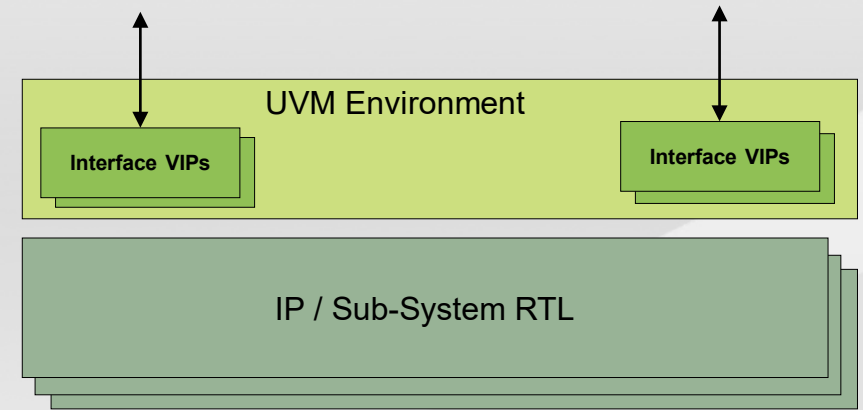 UVM Environment
Interface VIPs
Interface VIPs
IP / Sub-System RTL